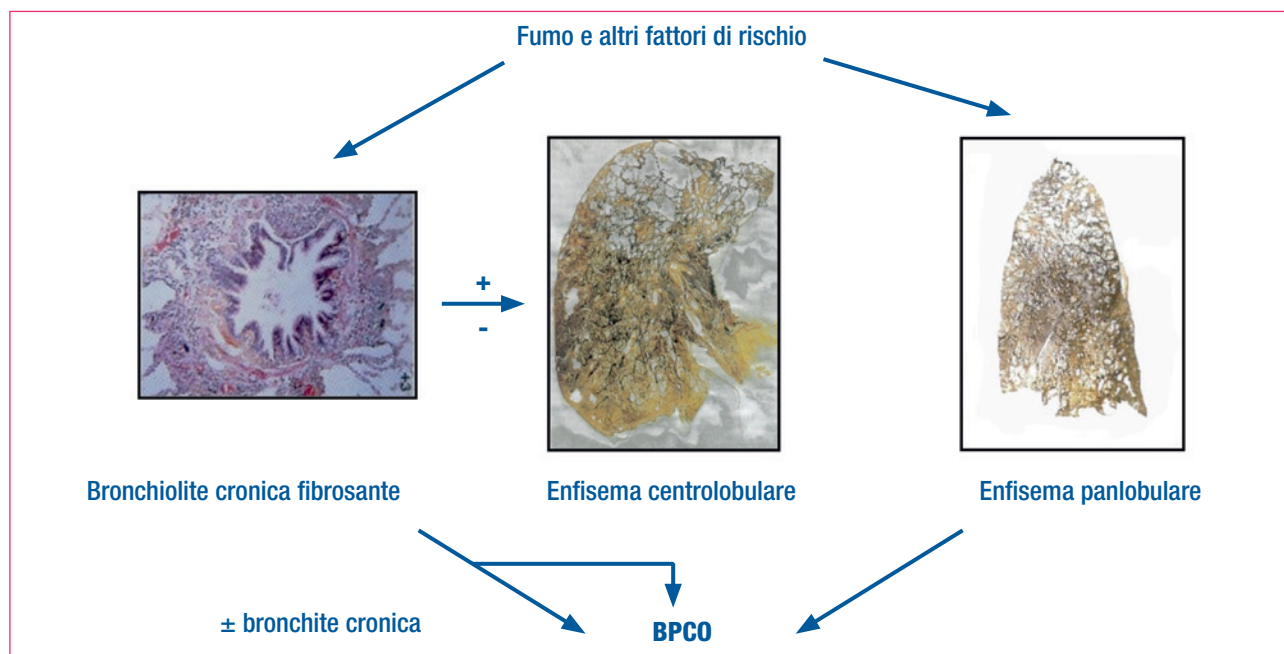 Fumo e altri fattori di rischio
+
-
Bronchiolite cronica fibrosante
Enfisema centrolobulare
Enfisema panlobulare
± bronchite cronica
BPCO